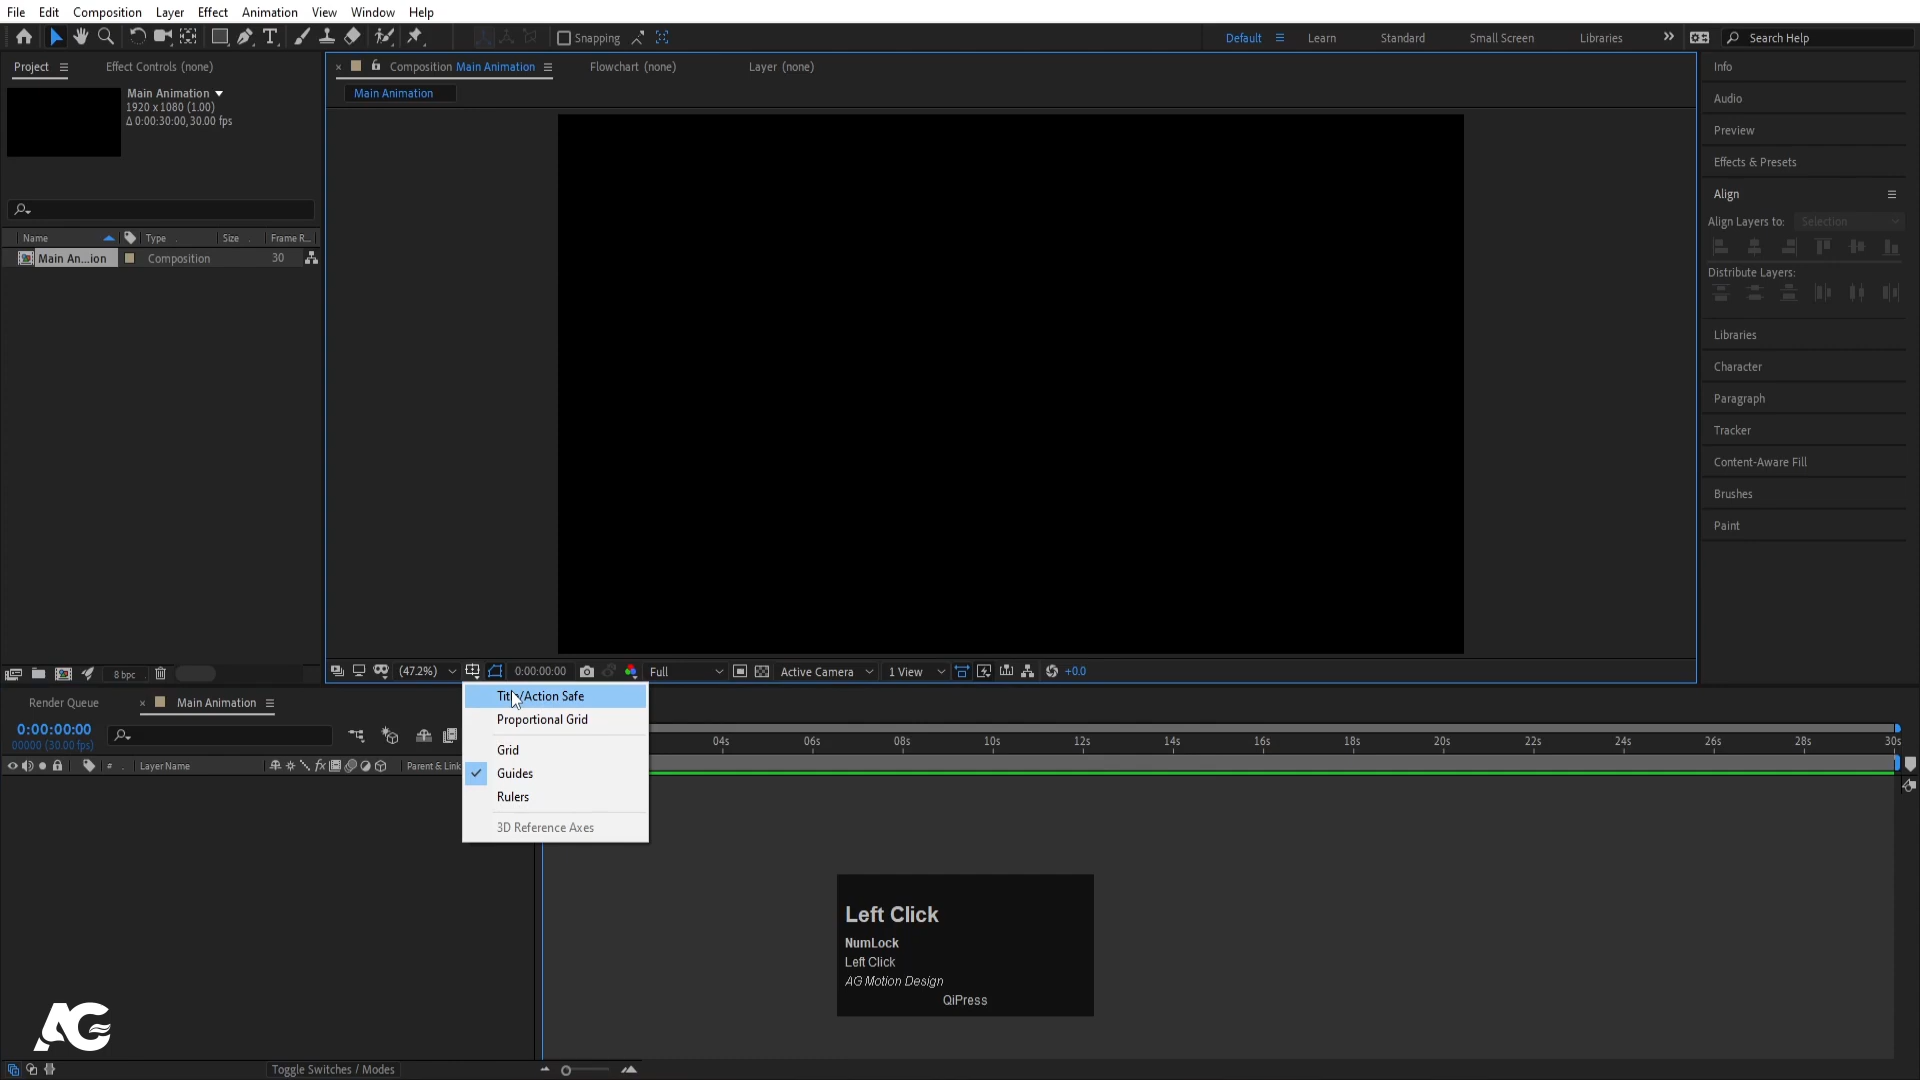 File Edit Composition Layer Effect Animation View Window Help
Snapping
Default Learn Standard Small Screen Libraries Search Help
Project Effect Controls (none)
Composition Main Animation Flowchart (none) Layer (none)
Main Animation
Main Animation
1920 x 1080 (1.00)
Δ 0:00:30:00, 30.00 fps
Name Type Size Frame R...
Main An...ion Composition 30
8 bpc
(47.2%) 0:00:00:00 Full Active Camera 1 View +0.0
Info
Audio
Preview
Effects & Presets
Align
Align Layers to: Selection
Distribute Layers:
Libraries
Character
Paragraph
Tracker
Content-Aware Fill
Brushes
Paint
Title/Action Safe
Proportional Grid
Grid
Guides
Rulers
3D Reference Axes
Render Queue Main Animation
0:00:00:00
00000 (30.00 fps)
# Layer Name fx Parent & Link
04s 06s 08s 10s 12s 14s 16s 18s 20s 22s 24s 26s 28s 30s
Left Click
NumLock
Left Click
AG Motion Design
QiPress
AG
Toggle Switches / Modes